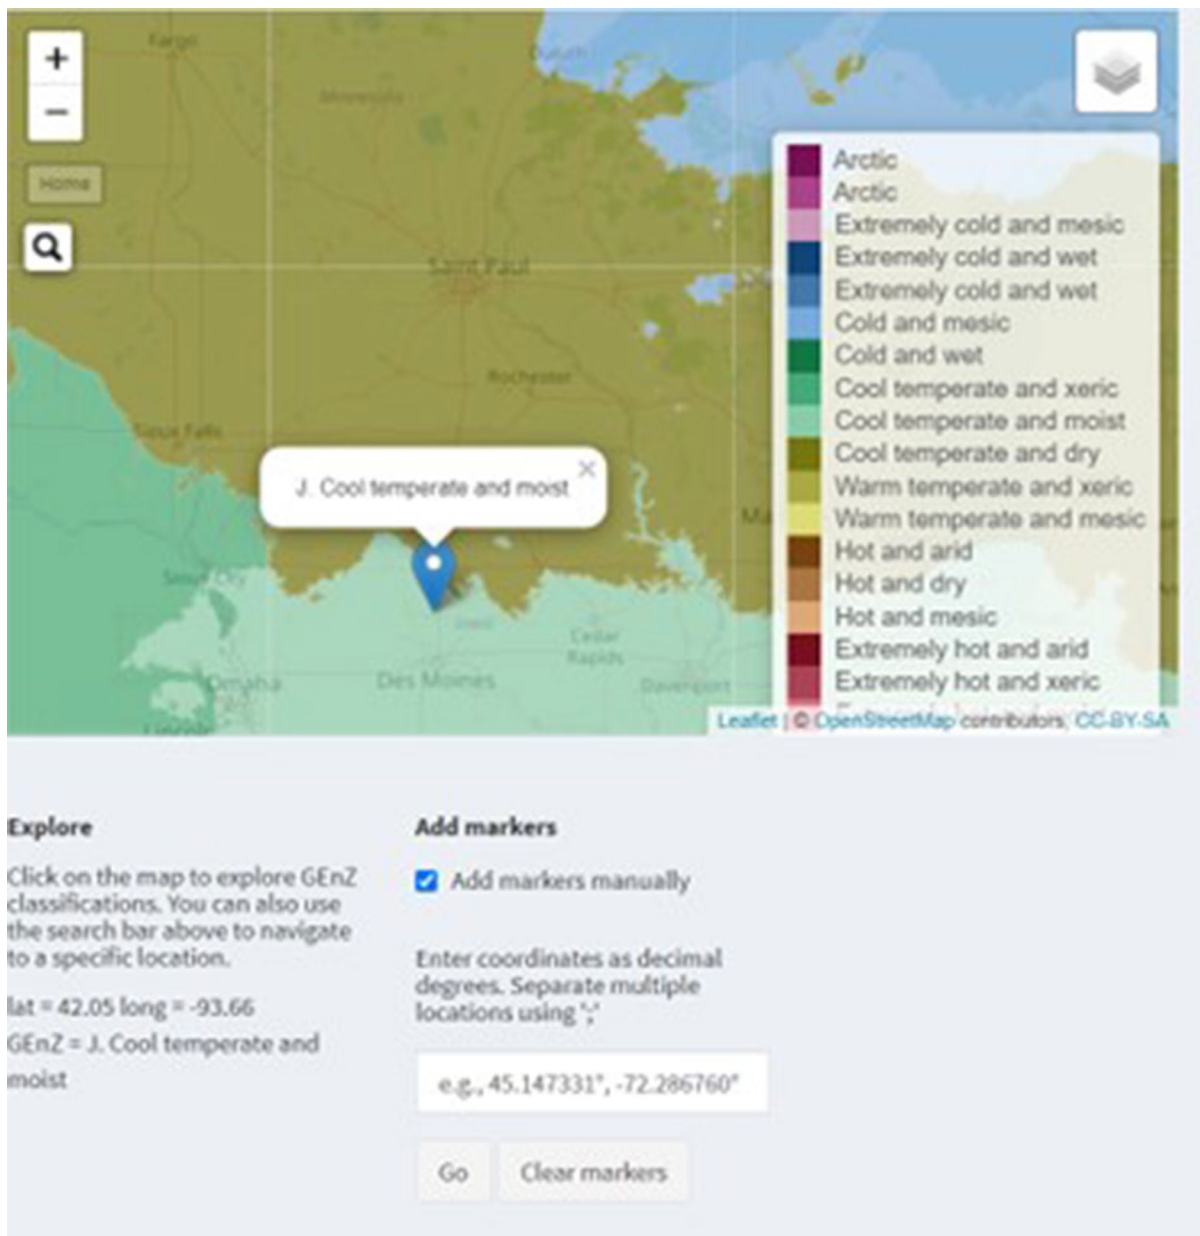 +
−
Home
Fargo
Duluth
Minnesota
Saint Paul
Rochester
Sioux Falls
J. Cool temperate and moist
×
Sioux City
Cedar
Rapids
Omaha
Des Moines
Davenport
Lincoln
Arctic
Arctic
Extremely cold and mesic
Extremely cold and wet
Extremely cold and wet
Cold and mesic
Cold and wet
Cool temperate and xeric
Cool temperate and moist
Cool temperate and dry
Warm temperate and xeric
Warm temperate and mesic
Hot and arid
Hot and dry
Hot and mesic
Extremely hot and arid
Extremely hot and xeric
Leaflet | © OpenStreetMap contributors, CC-BY-SA
Explore
Click on the map to explore GEnZ
classifications. You can also use
the search bar above to navigate
to a specific location.
lat = 42.05 long = -93.66
GEnZ = J. Cool temperate and
moist
Add markers
Add markers manually
Enter coordinates as decimal
degrees. Separate multiple
locations using ';'
e.g., 45.147331°, -72.286760°
Go
Clear markers